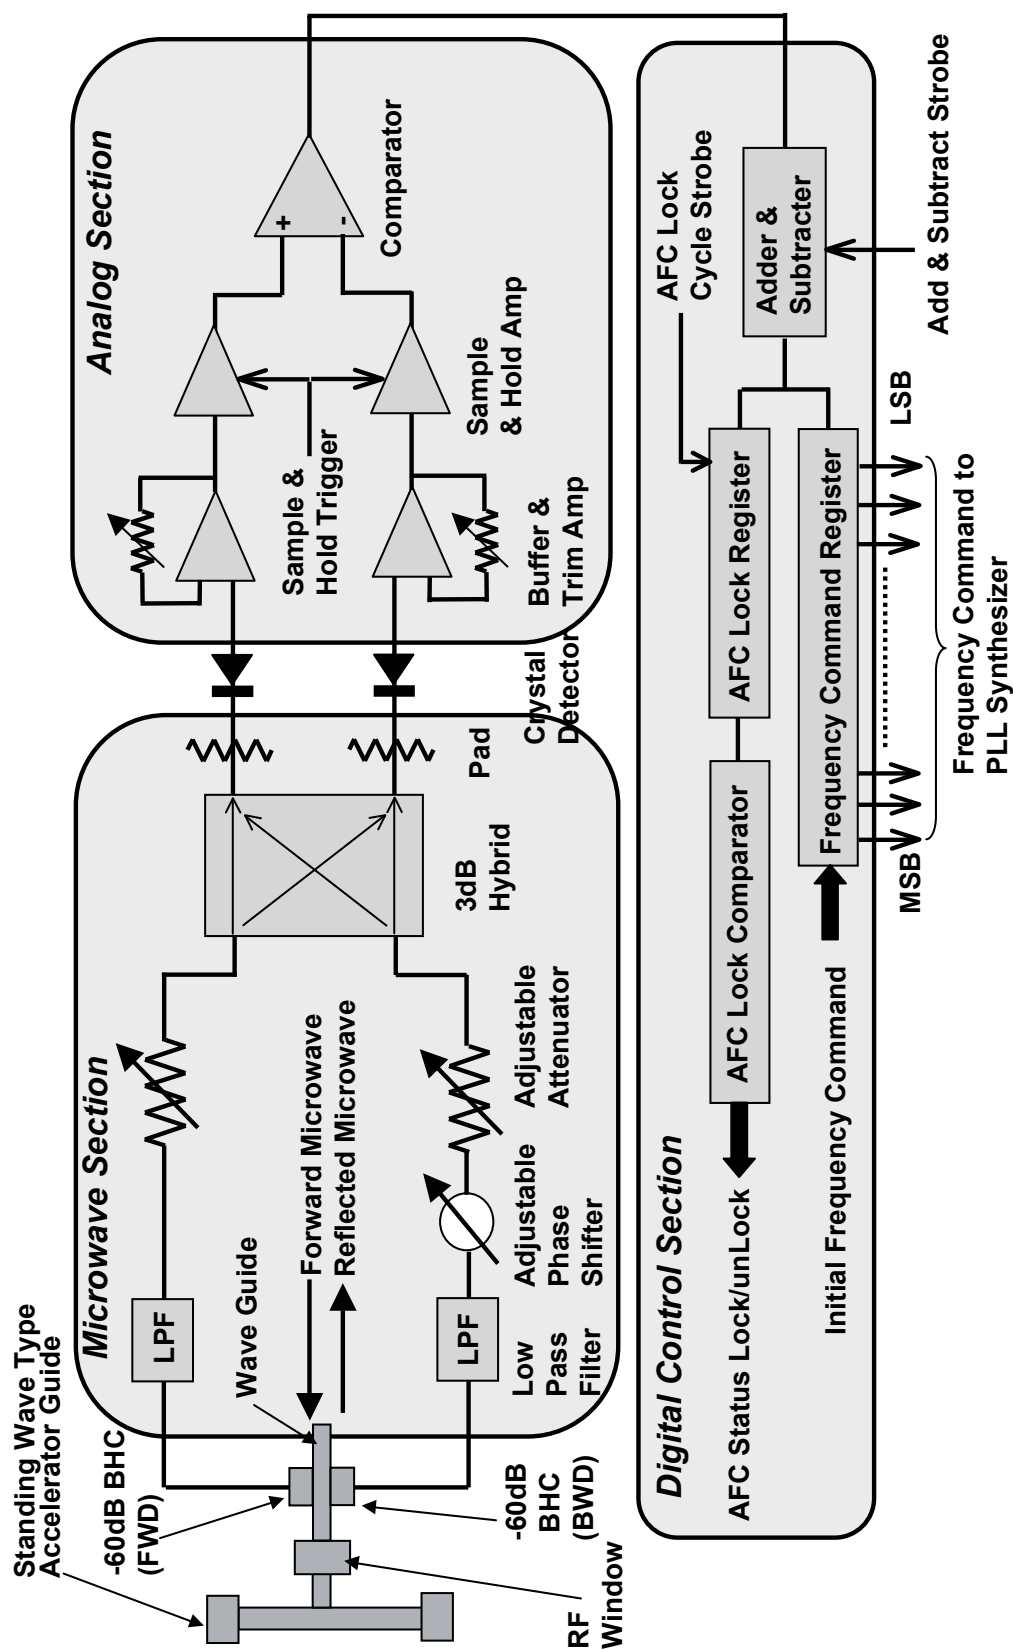 Standing Wave Type
Accelerator Guide
-60dB BHC
(FWD)
-60dB
BHC
(BWD)
RF
Window
Microwave Section
LPF
Wave Guide
Forward Microwave
Reflected Microwave
LPF
Low
Pass
Filter
Adjustable
Phase
Shifter
Adjustable
Attenuator
3dB
Hybrid
Pad
Crystal
Detector
Analog Section
Sample &
Hold Trigger
Buffer &
Trim Amp
Sample
& Hold Amp
+
-
Comparator
Digital Control Section
AFC Status Lock/unLock
AFC Lock Comparator
AFC Lock Register
AFC Lock
Cycle Strobe
Adder &
Subtracter
Initial Frequency Command
Frequency Command Register
Add & Subtract Strobe
MSB
LSB
Frequency Command to
PLL Synthesizer